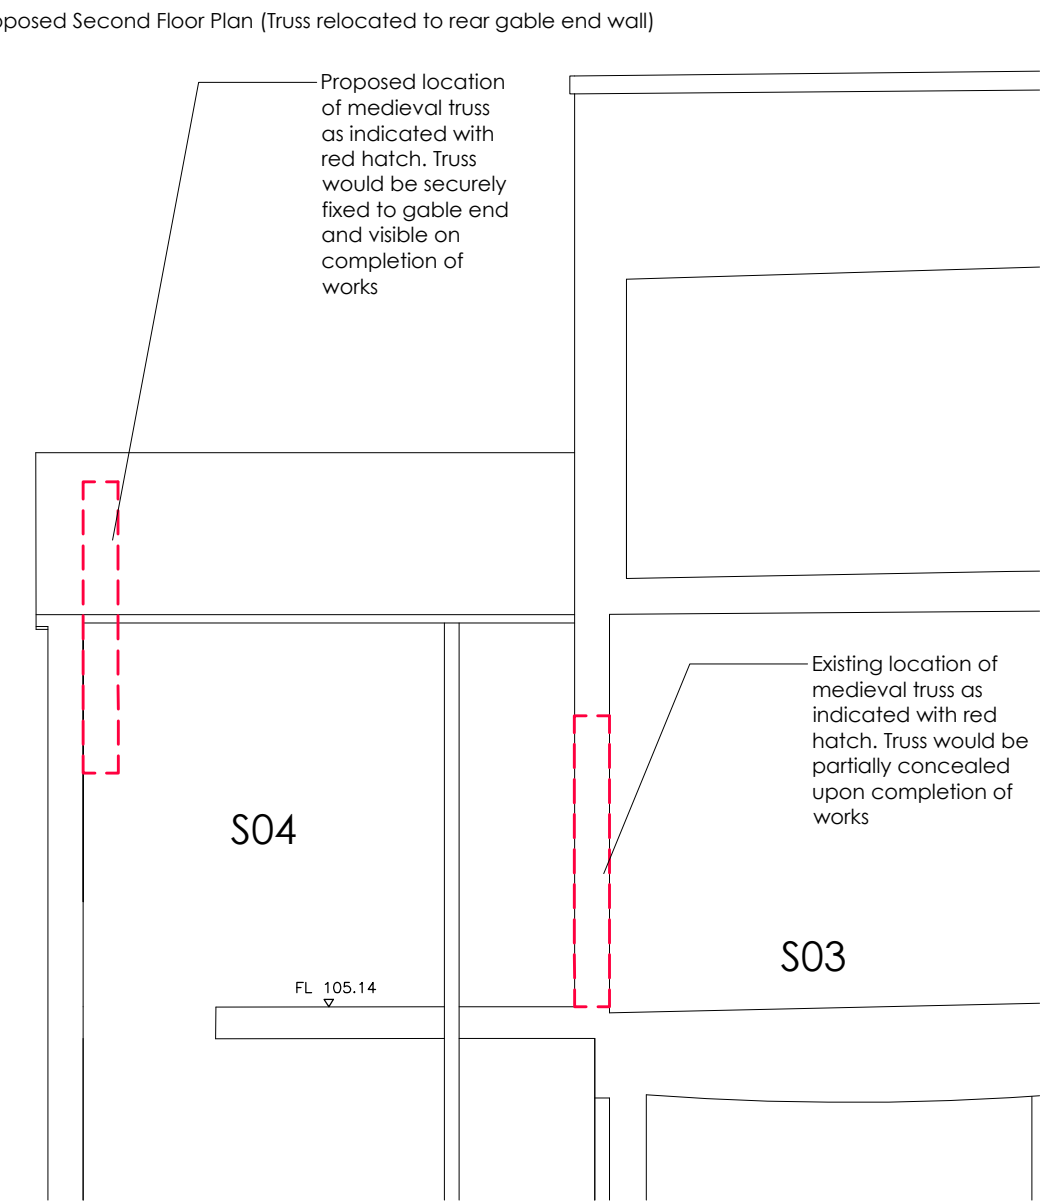 posed Second Floor Plan (Truss relocated to rear gable end wall)
Proposed location
of medieval truss
as indicated with
red hatch. Truss
would be securely
fixed to gable end
and visible on
completion of
works
Existing location of
medieval truss as
indicated with red
hatch. Truss would be
partially concealed
upon completion of
works
S04
S03
FL 105.14